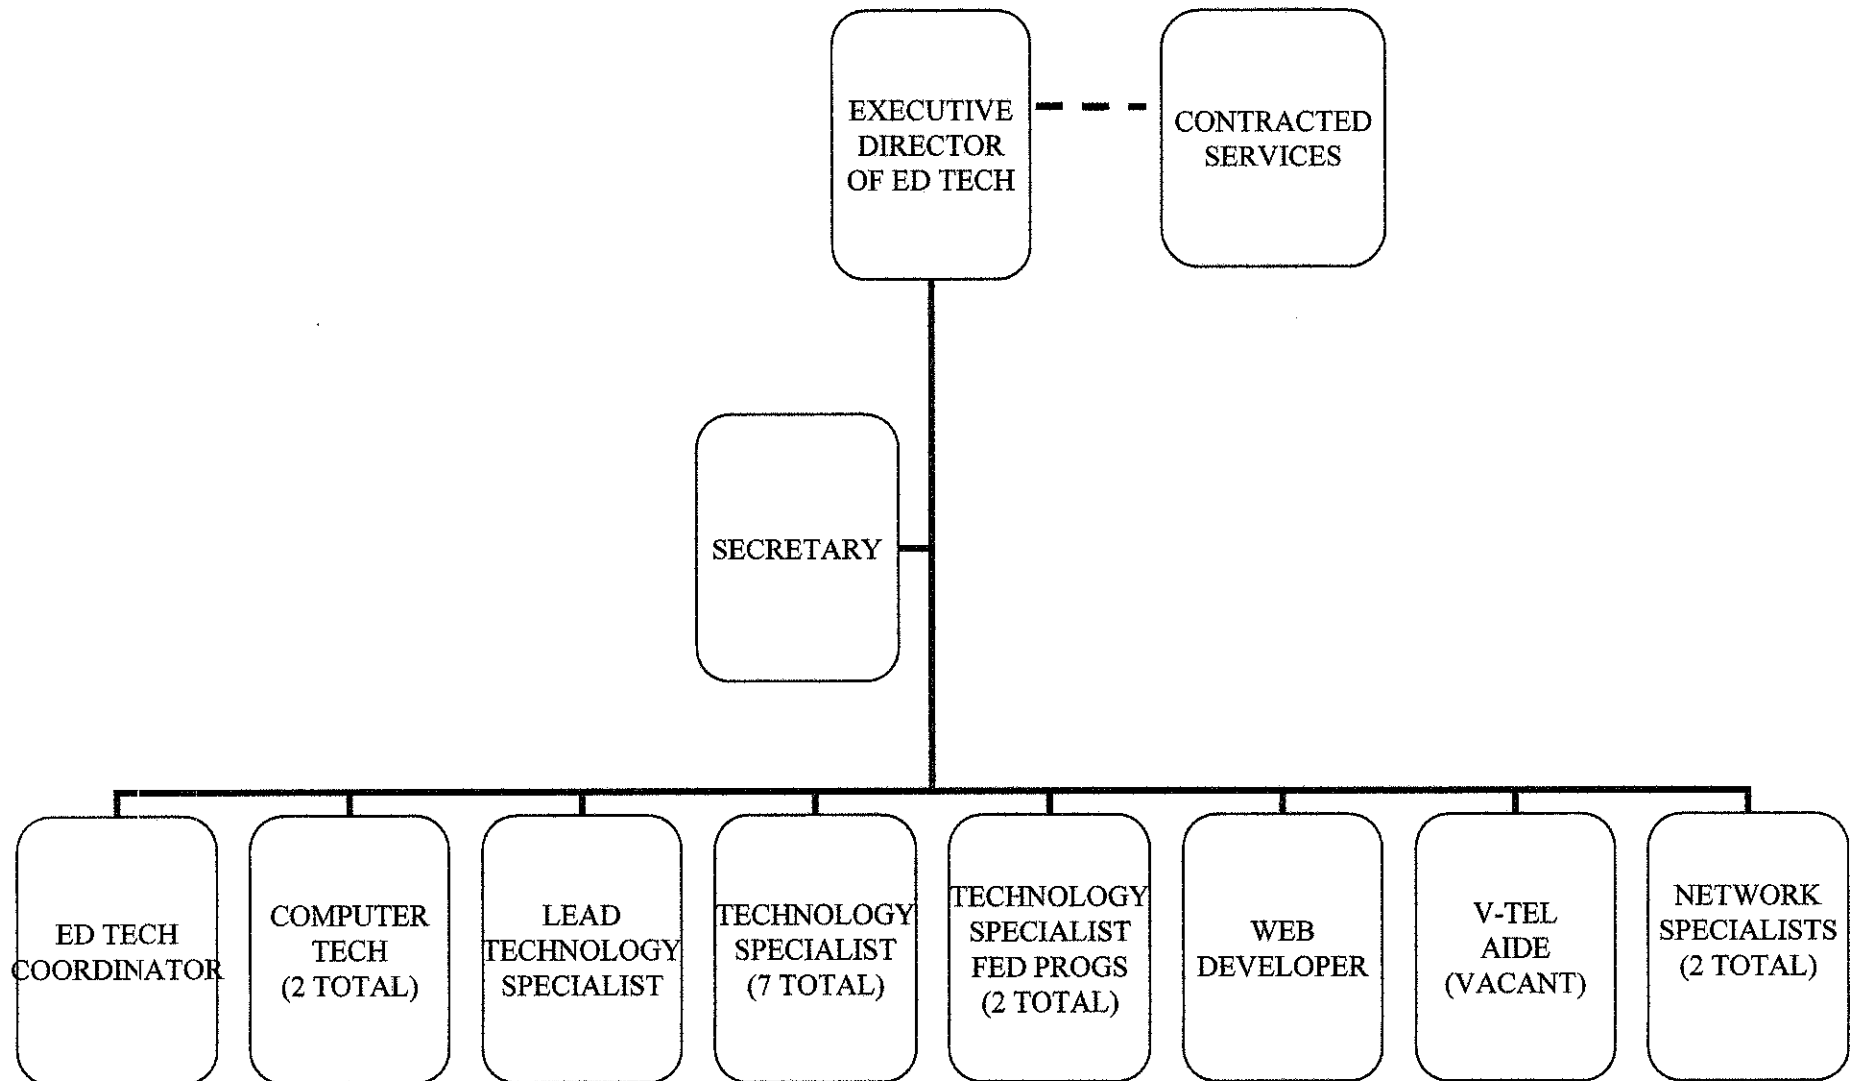 EXECUTIVE
DIRECTOR
OF ED TECH
CONTRACTED
SERVICES
SECRETARY
ED TECH
COORDINATOR
COMPUTER
TECH
(2 TOTAL)
LEAD
TECHNOLOGY
SPECIALIST
TECHNOLOGY
SPECIALIST
(7 TOTAL)
TECHNOLOGY
SPECIALIST
FED PROGS
(2 TOTAL)
WEB
DEVELOPER
V-TEL
AIDE
(VACANT)
NETWORK
SPECIALISTS
(2 TOTAL)